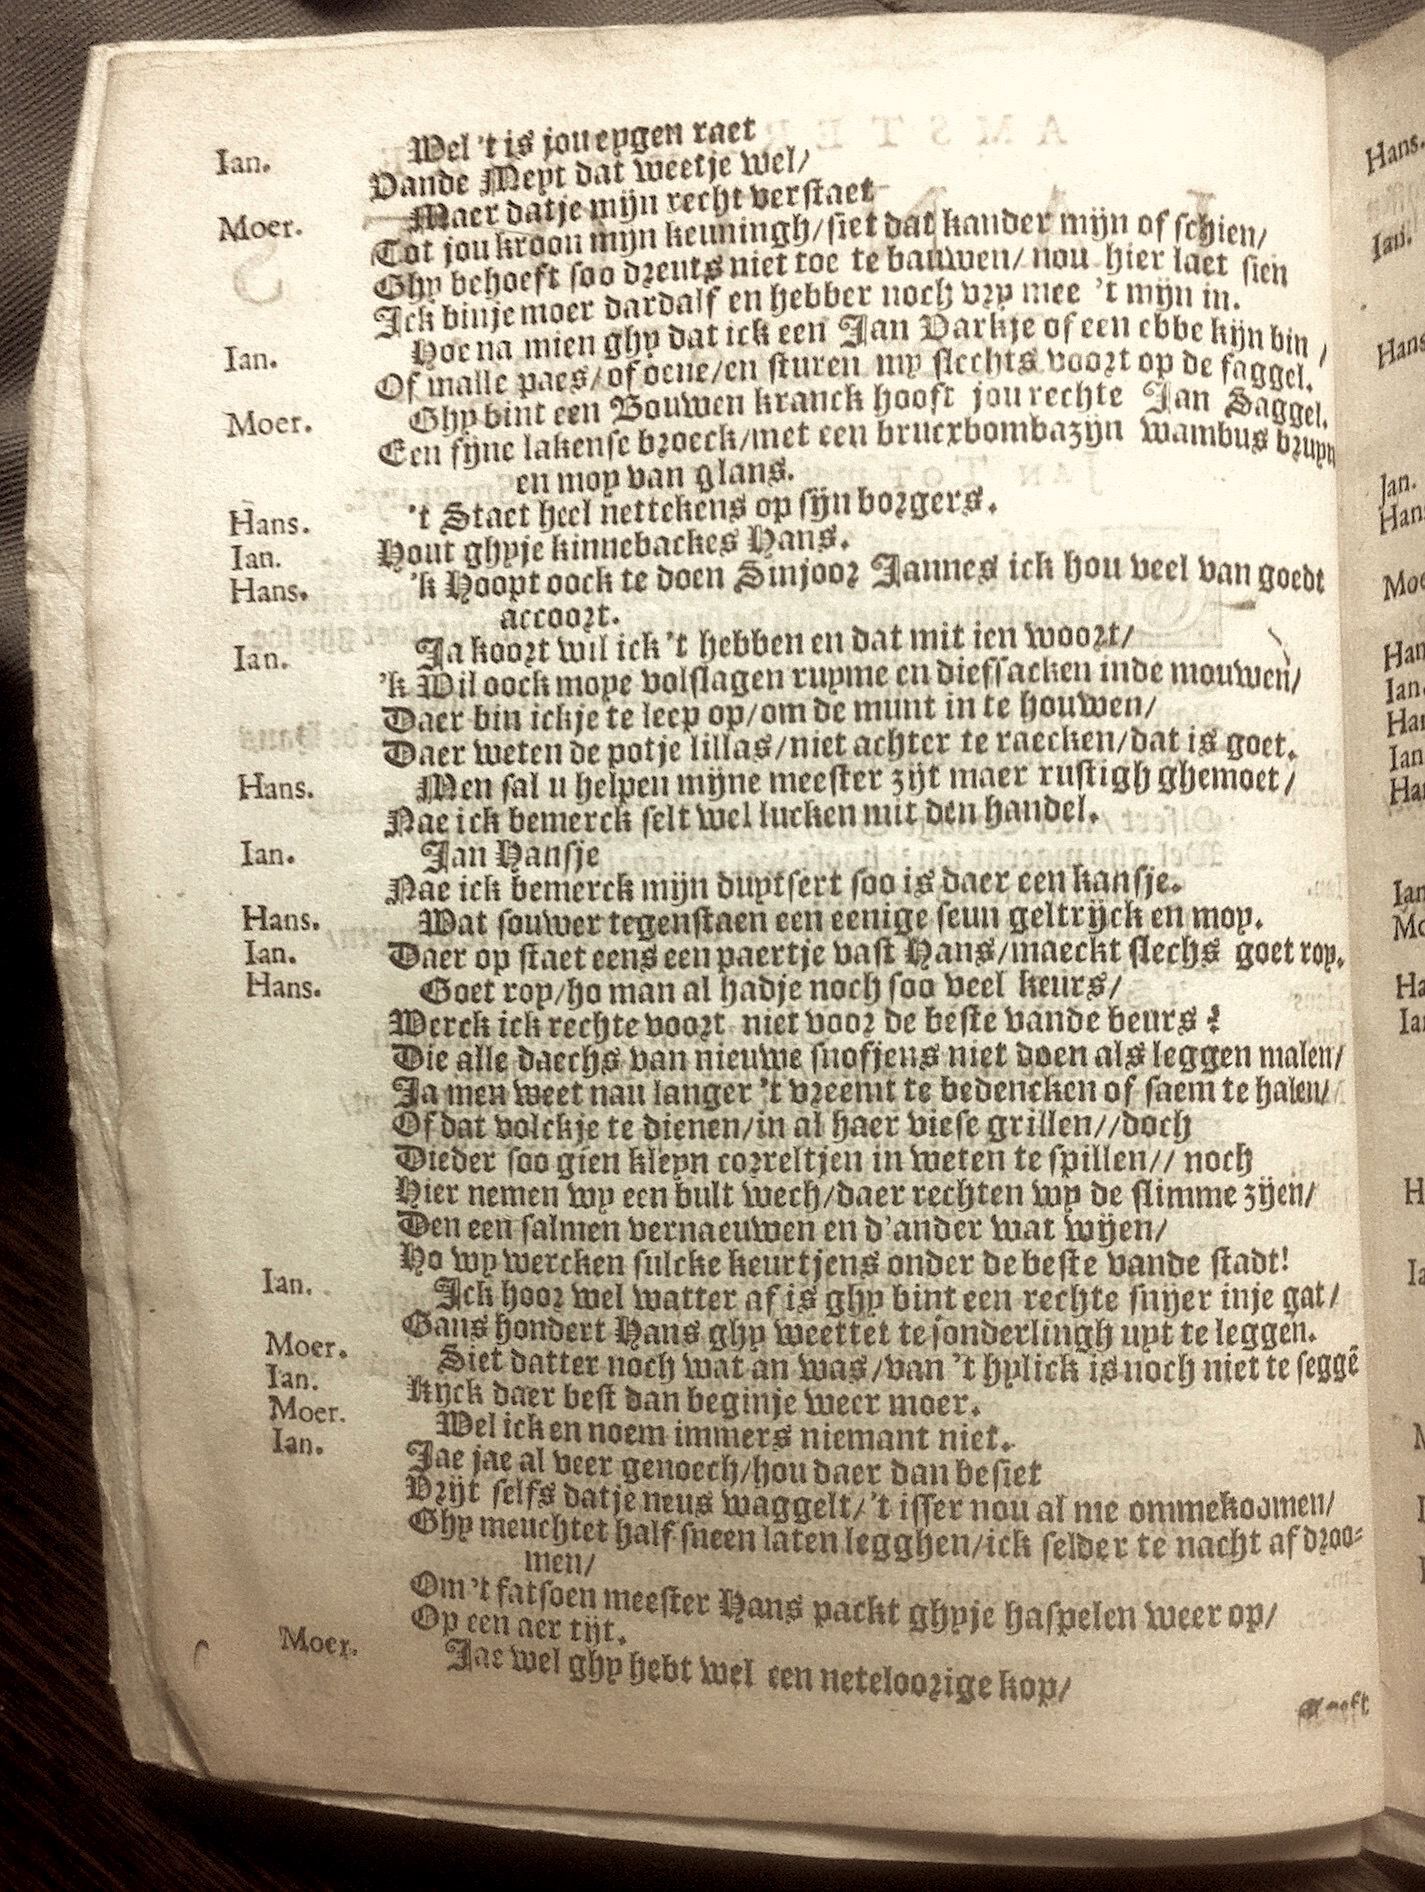 Wel 't is jou eygen raet
Ian. Vande Meyt dat weetje wel/
Maer datje mijn recht verstaet
Moer. Tot jou kroon mijn keuningh/siet dat kander mijn of schien/
Ghy behoeft soo dreuts niet toe te bauwen/nou hier laet sien
Ick binje moer dardalf en hebber noch vry mee 't mijn in.
Ian. Hoe na mien ghy dat ick een Jan Darkje of een ebbe kijn bin/
Of malle paes/of oene/en sturen my slechts voort op de faggel.
Moer. Ghy bint een Bouwen kranck hooft jou rechte Jan Saggel.
Een fijne lakense broeck/met een bruerbombazijn wambus bruyn
en moy van glans.
Hans. 't Staet heel nettekens op sijn borgers.
Ian. Hout ghyje kinnebackes Hans.
Hans. 'k Hoopt oock te doen Sinjoor Jannes ick hou veel van goedt
accoort.
Ian. Ja koort wil ick 't hebben en dat mit ien woort/
'k Wil oock moye volslagen ruyme en diefsacken inde mouwen/
Daer bin ickje te leep op/om de munt in te houwen/
Daer weten de potje lillas/niet achter te raecken/dat is goet.
Hans. Men sal u helpen mijne meester zijt maer rustigh ghemoet/
Nae ick bemerck selt wel lucken mit den handel.
Ian. Jan Hansje
Nae ick bemerck mijn duytsert soo is daer een kansje.
Hans. Wat souwer tegenstaen een eenige seun geltrijck en moy.
Ian. Daer op staet eens een paertje vast Hans/maeckt slechs goet roy.
Hans. Goet roy/ho man al hadje noch soo veel keurs/
Werck ick rechte voort niet voor de beste vande beurs?
Die alle daechs van nieuwe snofjens niet doen als leggen malen/
Ja men weet nau langer 't vreemt te bedencken of saem te halen/
Of dat volckje te dienen/in al haer viese grillen//doch
Dieder soo gien kleyn correltjen in weten te spillen// noch
Hier nemen wy een bult wech/daer rechten wy de slimme zijen/
Den een salmen vernaeuwen en d'ander wat wijen/
Ho wy wercken sulcke keurtjens onder de beste vande stadt!
Ian. Ick hoor wel watter af is ghy bint een rechte snijer inje gat/
Gans hondert Hans ghy weettet te sonderlingh uyt te leggen.
Moer. Siet datter noch wat an was/van 't hylick is noch niet te seggẽ
Ian. Kijck daer best dan beginje weer moer.
Moer. Wel ick en noem immers niemant niet.
Ian. Jae jae al veer genoech/hou daer dan besiet
Vrijt selfs datje neus waggelt/'t isser nou al me ommekoomen/
Ghy meuchtet half sneen laten legghen/ick selder te nacht af droo-
men/
Om 't fatsoen meester Hans packt ghyje haspelen weer op/
Op een aer tijt.
Moer. Jae wel ghy hebt wel een neteloorige kop/